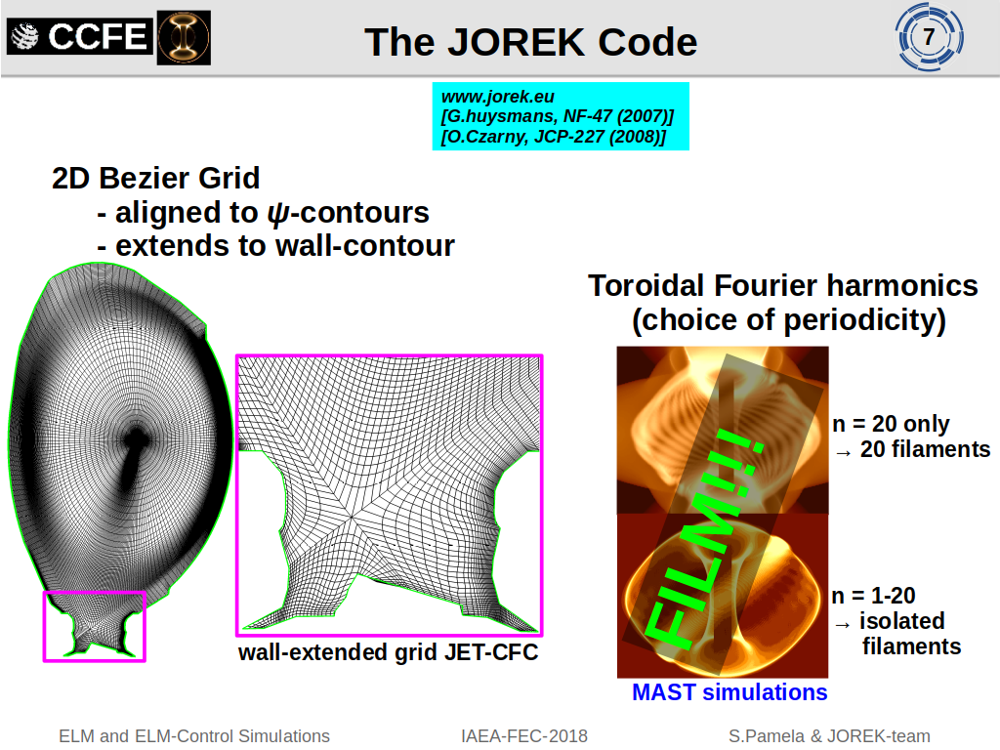 CCFE
The JOREK Code
7
www.jorek.eu
[G.huysmans, NF-47 (2007)]
[O.Czarny, JCP-227 (2008)]
2D Bezier Grid
- aligned to ψ-contours
- extends to wall-contour
Toroidal Fourier harmonics
(choice of periodicity)
n = 20 only
→ 20 filaments
FILM!!!
n = 1-20
→ isolated
filaments
wall-extended grid JET-CFC
MAST simulations
ELM and ELM-Control Simulations
IAEA-FEC-2018
S.Pamela & JOREK-team